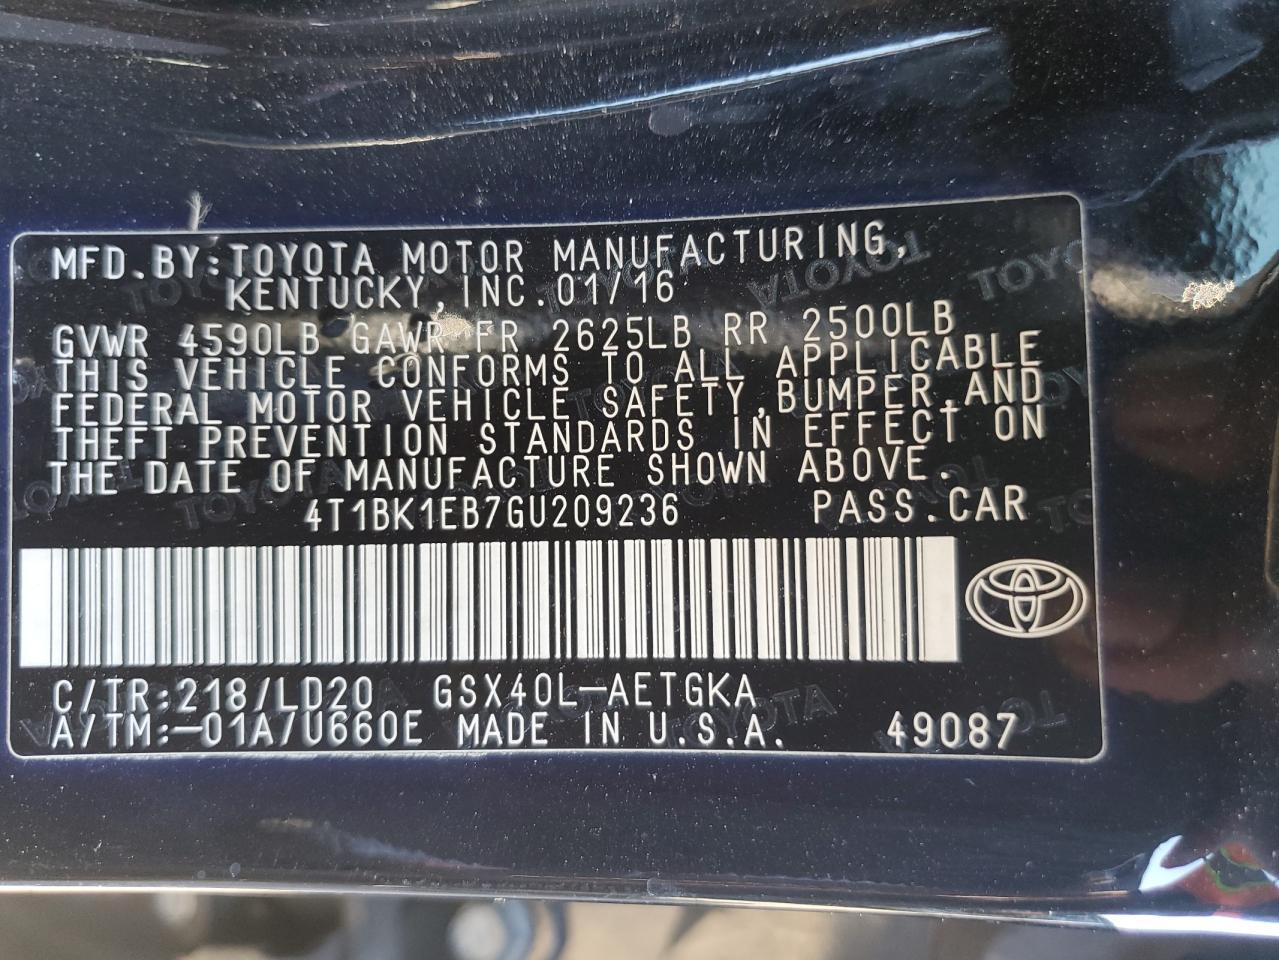 MFD.BY:TOYOTA MOTOR MANUFACTURING,
KENTUCKY,INC.01/16
GVWR 4590LB GAWR FR 2625LB RR 2500LB
THIS VEHICLE CONFORMS TO ALL APPLICABLE
FEDERAL MOTOR VEHICLE SAFETY,BUMPER,AND
THEFT PREVENTION STANDARDS IN EFFECT ON
THE DATE OF MANUFACTURE SHOWN ABOVE.
4T1BK1EB7GU209236 PASS.CAR
C/TR:218/LD20 GSX40L-AETGKA
A/TM:-01A/U660E MADE IN U.S.A. 49087